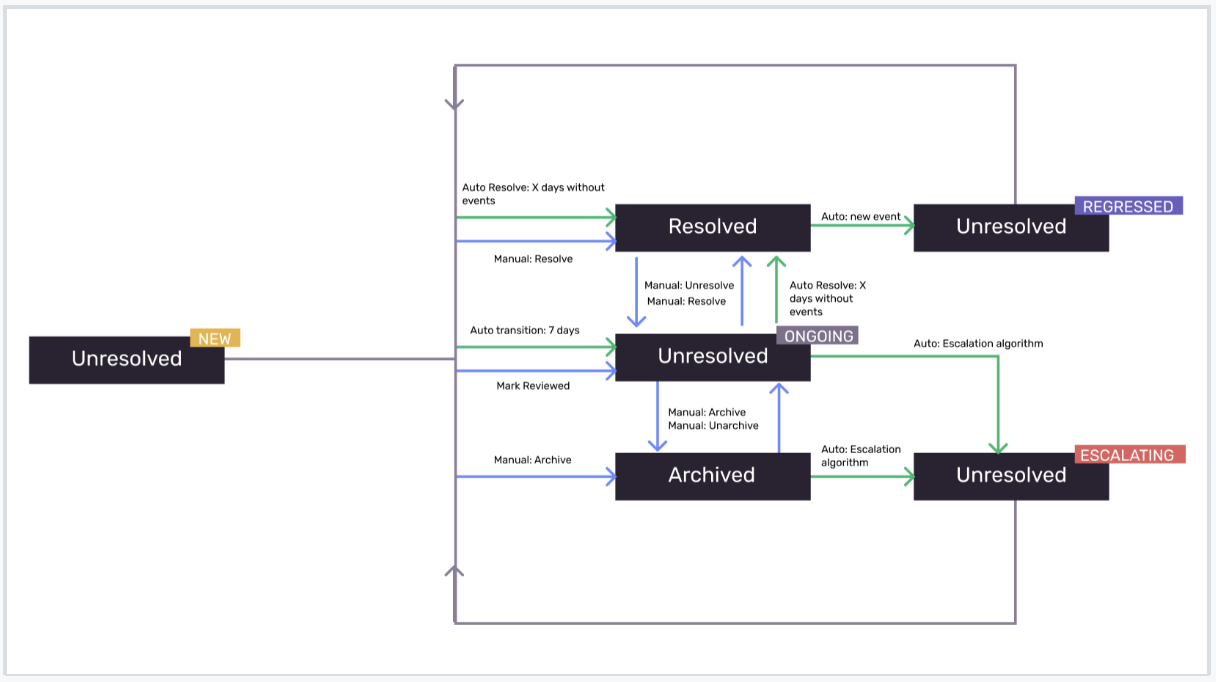 Auto Resolve: X days without
events
REGRESSED
Resolved
Auto: new event
Unresolved
Manual: Resolve
Manual: Unresolve
Manual: Resolve
Auto Resolve: X
days without
events
Auto transition: 7 days
NEW
ONGOING
Unresolved
Unresolved
Auto: Escalation algorithm
Mark Reviewed
Manual: Archive
Manual: Unarchive
Manual: Archive
Auto: Escalation
algorithm
ESCALATING
Archived
Unresolved